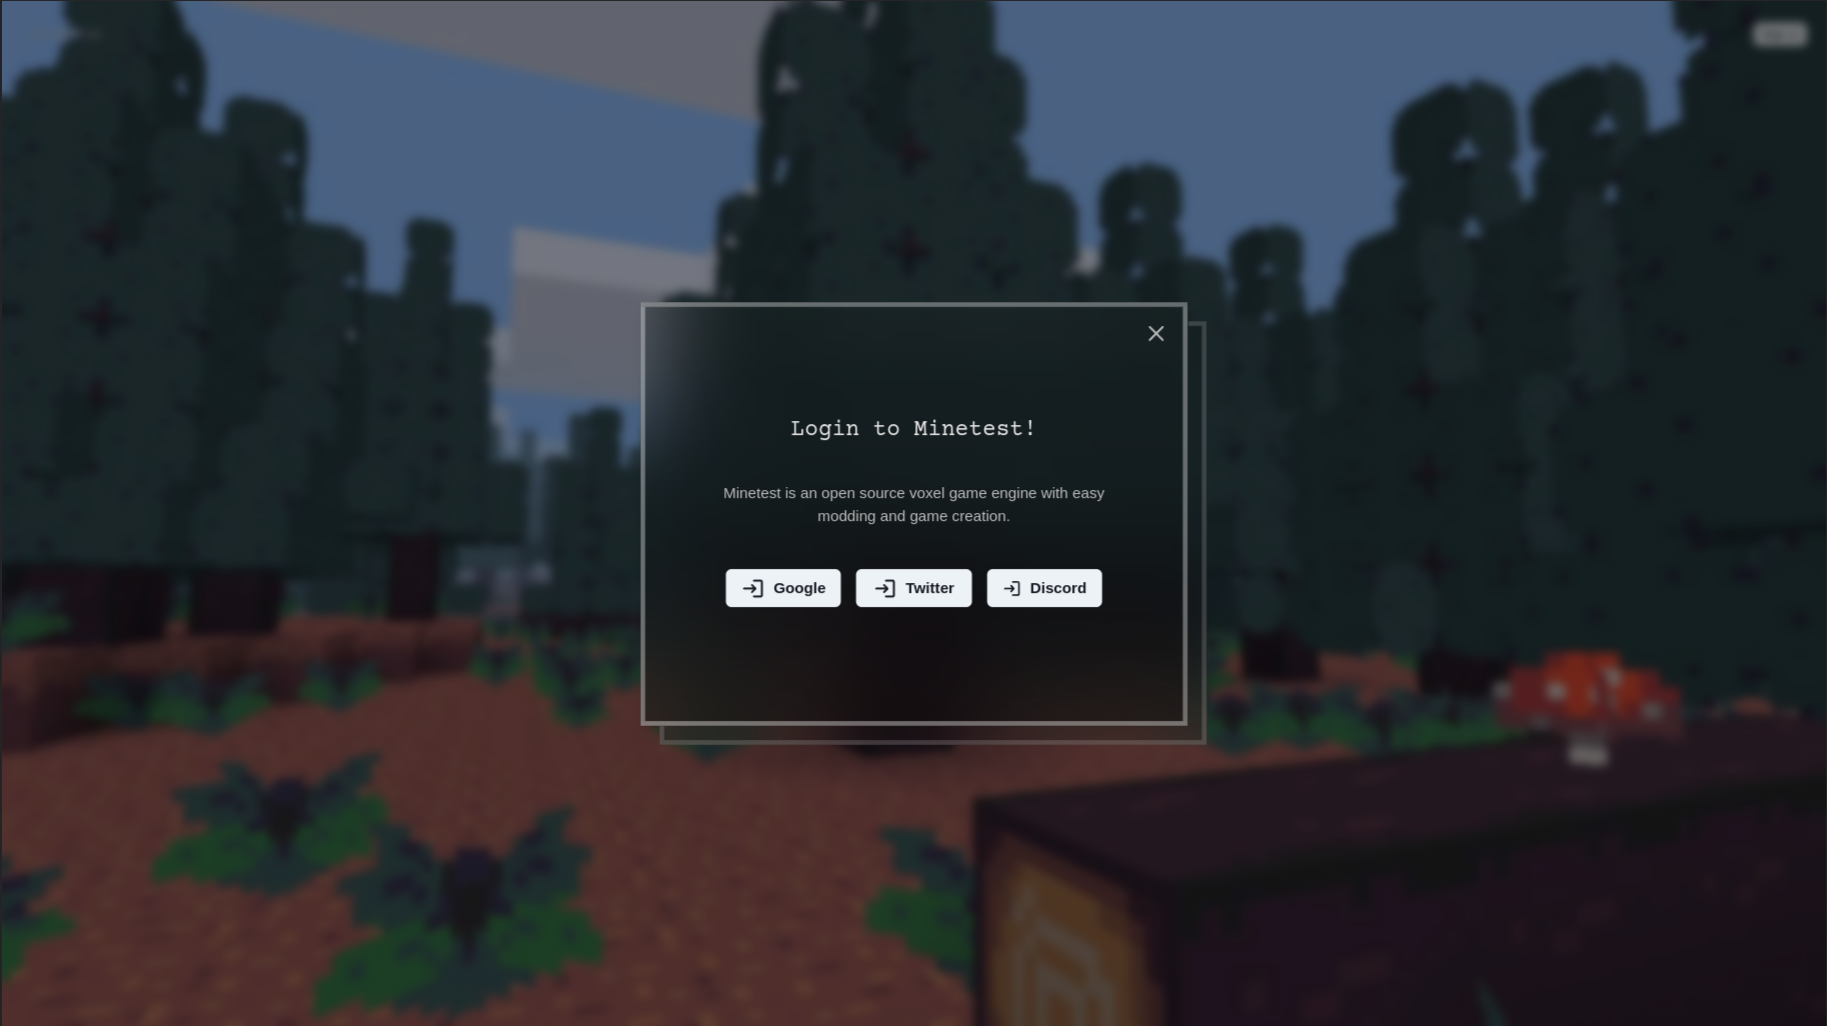 Login to Minetest!
Minetest is an open source voxel game engine with easy
modding and game creation.
Google
Twitter
Discord